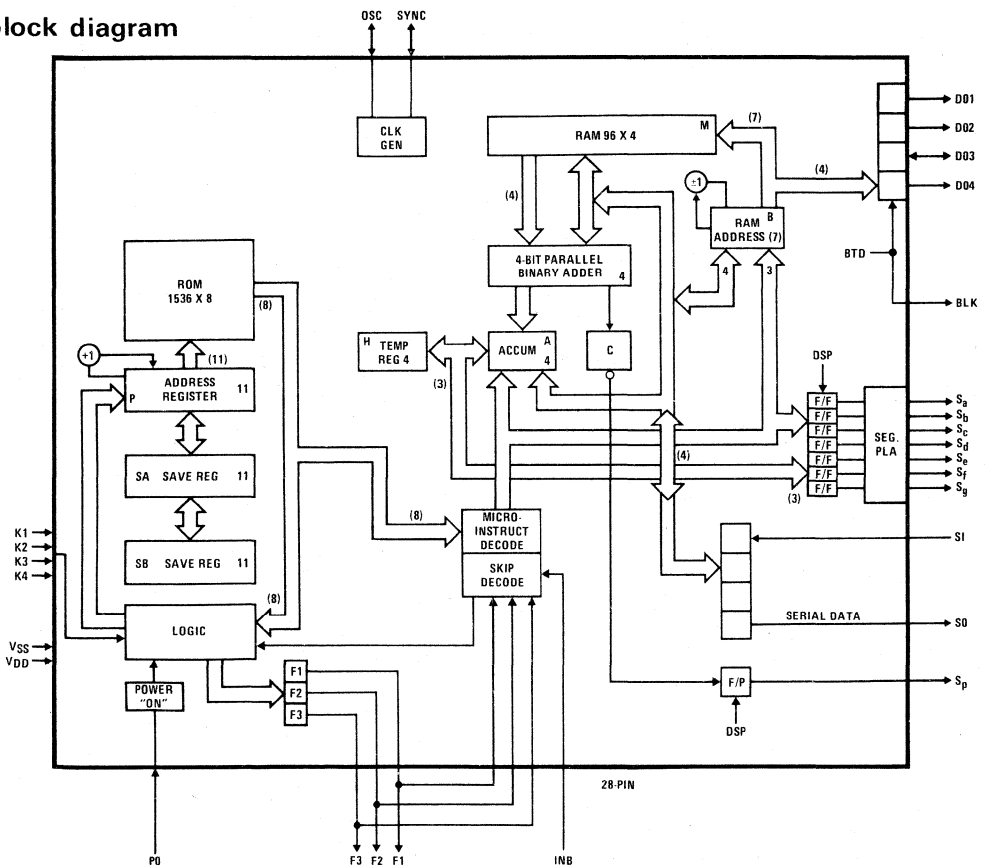 lock diagram
OSC SYNC
CLK
GEN
RAM 96 X 4 M
(7)
(4)
D01
D02
D03
D04
±1
B
RAM
ADDRESS (7)
(4)
4 3
BTD
BLK
4-BIT PARALLEL
BINARY ADDER 4
ROM
1536 X 8
(8)
+1
(11)
P
ADDRESS
REGISTER 11
H TEMP
REG 4
(3)
A
ACCUM
4
C
DSP
F/F
F/F
F/F
F/F
F/F
F/F
F/F
(3)
SEG.
PLA
Sa
Sb
Sc
Sd
Se
Sf
Sg
(4)
SA SAVE REG 11
SB SAVE REG 11
(8)
MICRO-
INSTRUCT
DECODE
SKIP
DECODE
K1
K2
K3
K4
VSS
VDD
(8)
LOGIC
POWER
"ON"
F1
F2
F3
SI
SERIAL DATA
SO
F/P
Sp
DSP
28-PIN
PO
F3 F2 F1
INB